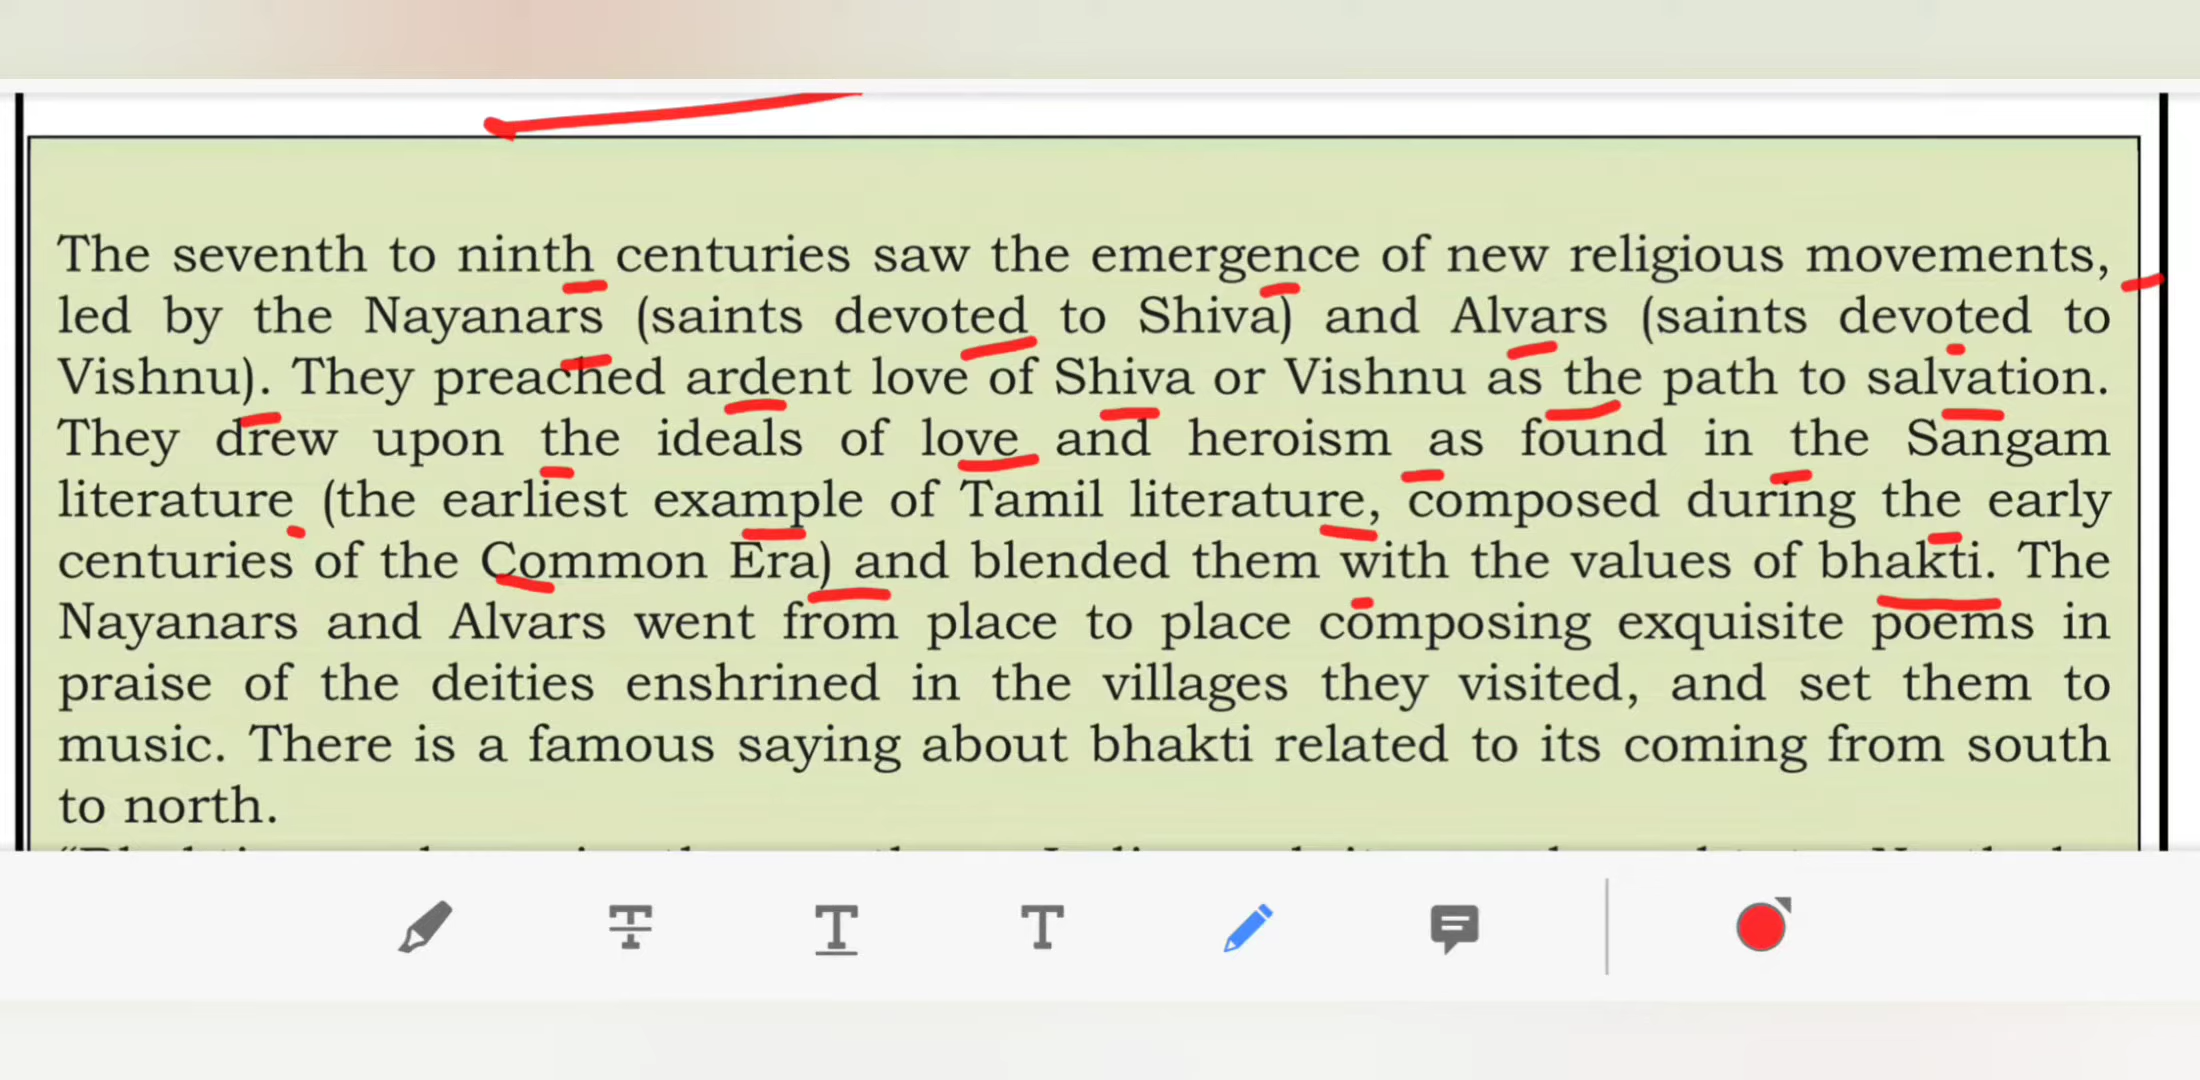 The seventh to ninth centuries saw the emergence of new religious movements,
led by the Nayanars (saints devoted to Shiva) and Alvars (saints devoted to
Vishnu). They preached ardent love of Shiva or Vishnu as the path to salvation.
They drew upon the ideals of love and heroism as found in the Sangam
literature (the earliest example of Tamil literature, composed during the early
centuries of the Common Era) and blended them with the values of bhakti. The
Nayanars and Alvars went from place to place composing exquisite poems in
praise of the deities enshrined in the villages they visited, and set them to
music. There is a famous saying about bhakti related to its coming from south
to north.